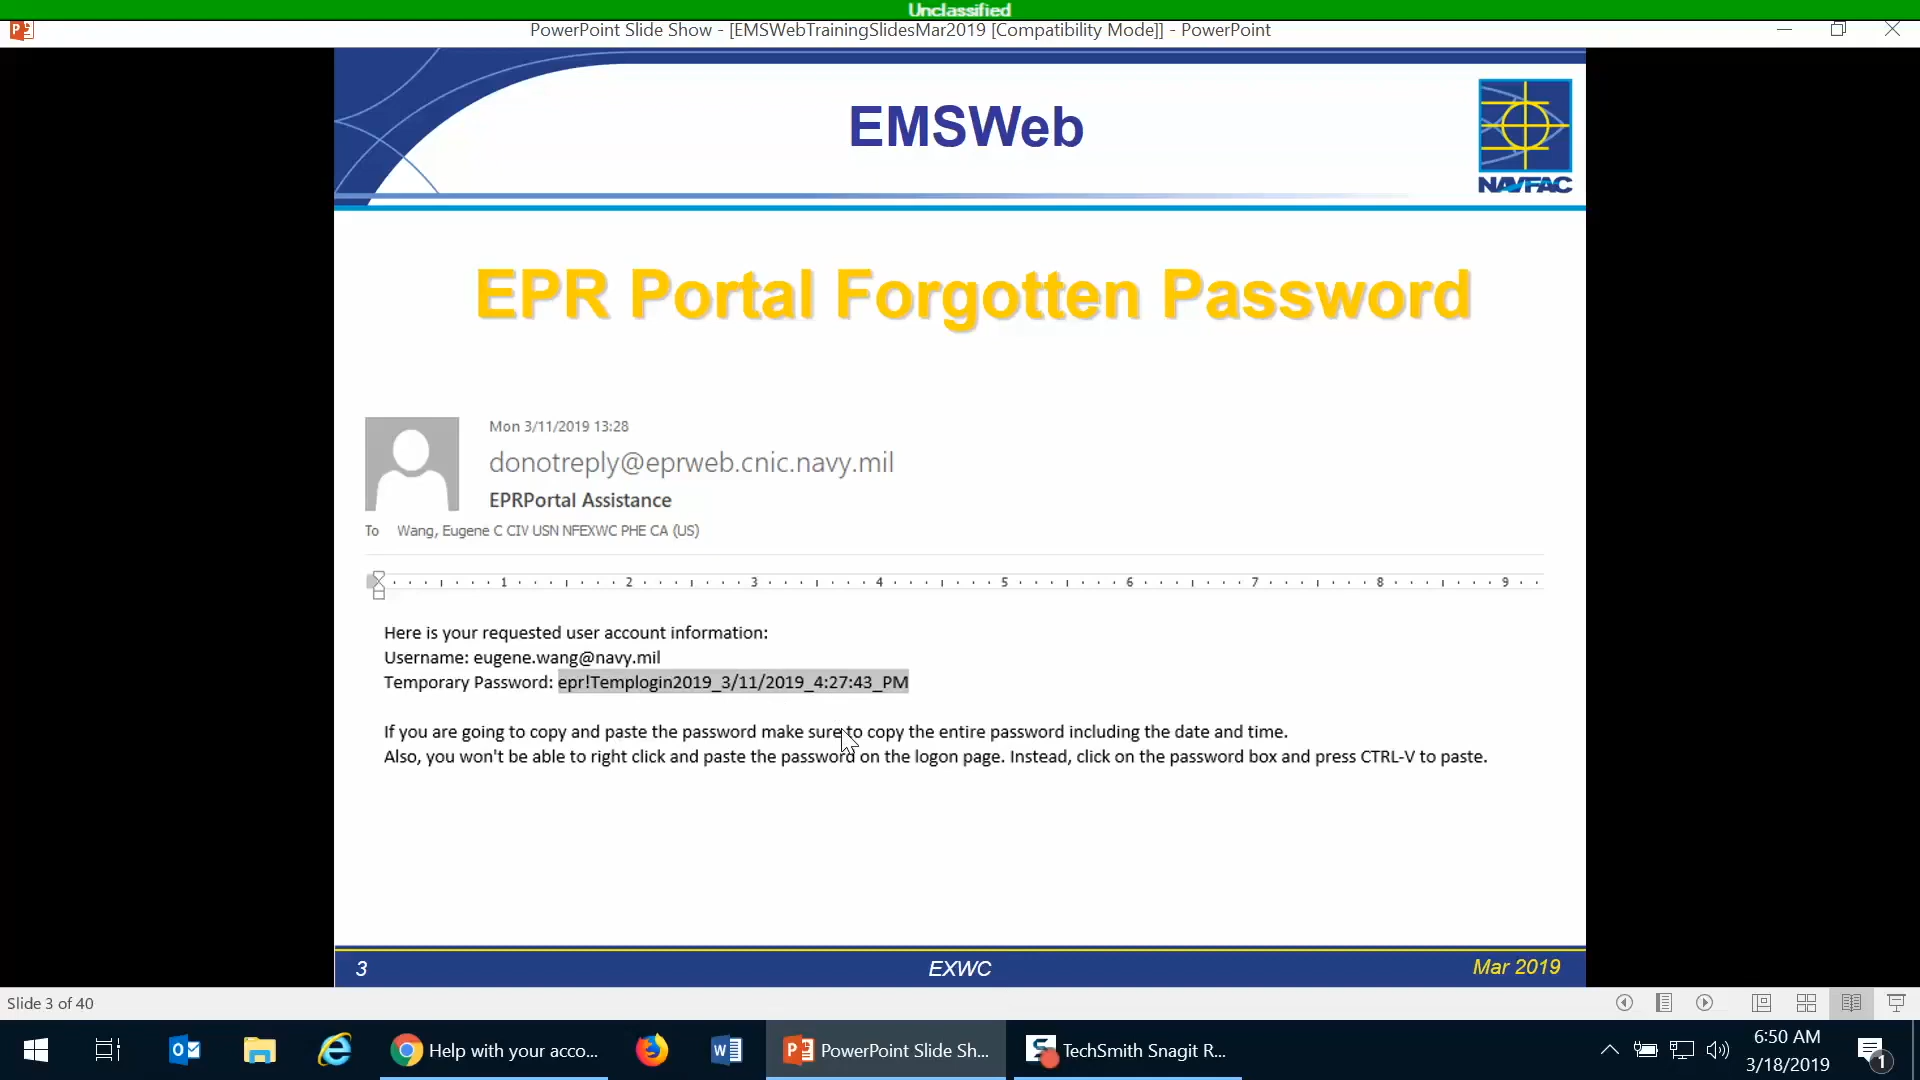 Unclassified
PowerPoint Slide Show - [EMSWebTrainingSlidesMar2019 [Compatibility Mode]] - PowerPoint
EMSWeb
NAVFAC
EPR Portal Forgotten Password
Mon 3/11/2019 13:28
donotreply@eprweb.cnic.navy.mil
EPRPortal Assistance
To Wang, Eugene C CIV USN NFEXWC PHE CA (US)
1 2 3 4 5 6 7 8 9
Here is your requested user account information:
Username: eugene.wang@navy.mil
Temporary Password: epr!Templogin2019_3/11/2019_4:27:43_PM
If you are going to copy and paste the password make sure to copy the entire password including the date and time.
Also, you won't be able to right click and paste the password on the logon page. Instead, click on the password box and press CTRL-V to paste.
3 EXWC Mar 2019
Slide 3 of 40
Help with your acco... PowerPoint Slide Sh... TechSmith Snagit R... 6:50 AM
3/18/2019 1